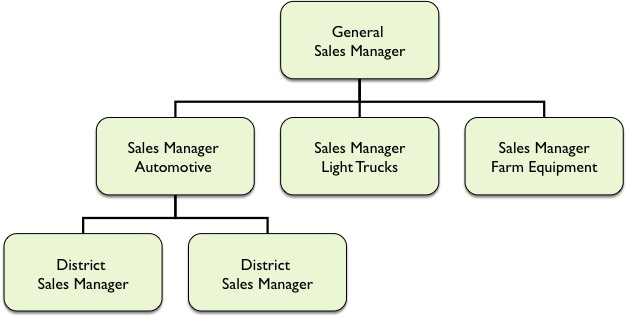 General
Sales Manager
Sales Manager
Automotive
Sales Manager
Light Trucks
Sales Manager
Farm Equipment
District
Sales Manager
District
Sales Manager